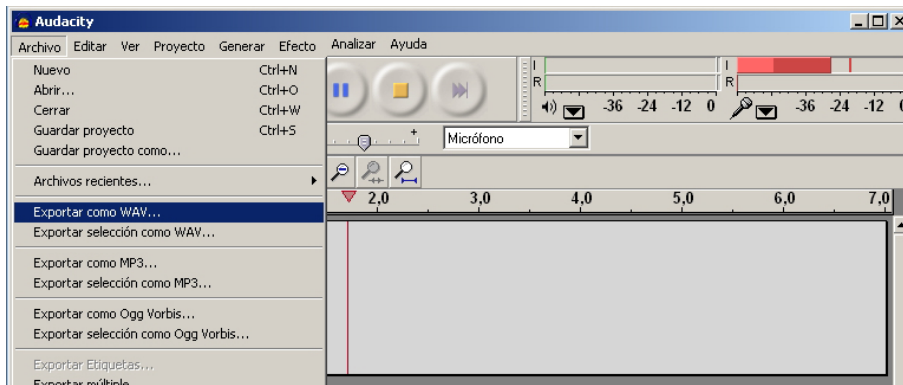 Audacity
Archivo Editar Ver Proyecto Generar Efecto Analizar Ayuda
Nuevo Ctrl+N
Abrir... Ctrl+O
Cerrar Ctrl+W
Guardar proyecto Ctrl+S
Guardar proyecto como...
Archivos recientes...
Exportar como WAV...
Exportar selección como WAV...
Exportar como MP3...
Exportar selección como MP3...
Exportar como Ogg Vorbis...
Exportar selección como Ogg Vorbis...
Exportar Etiquetas...
Exportar múltiple
I I
R R
-36 -24 -12 0 -36 -24 -12 0
- + Micrófono
2,0 3,0 4,0 5,0 6,0 7,0